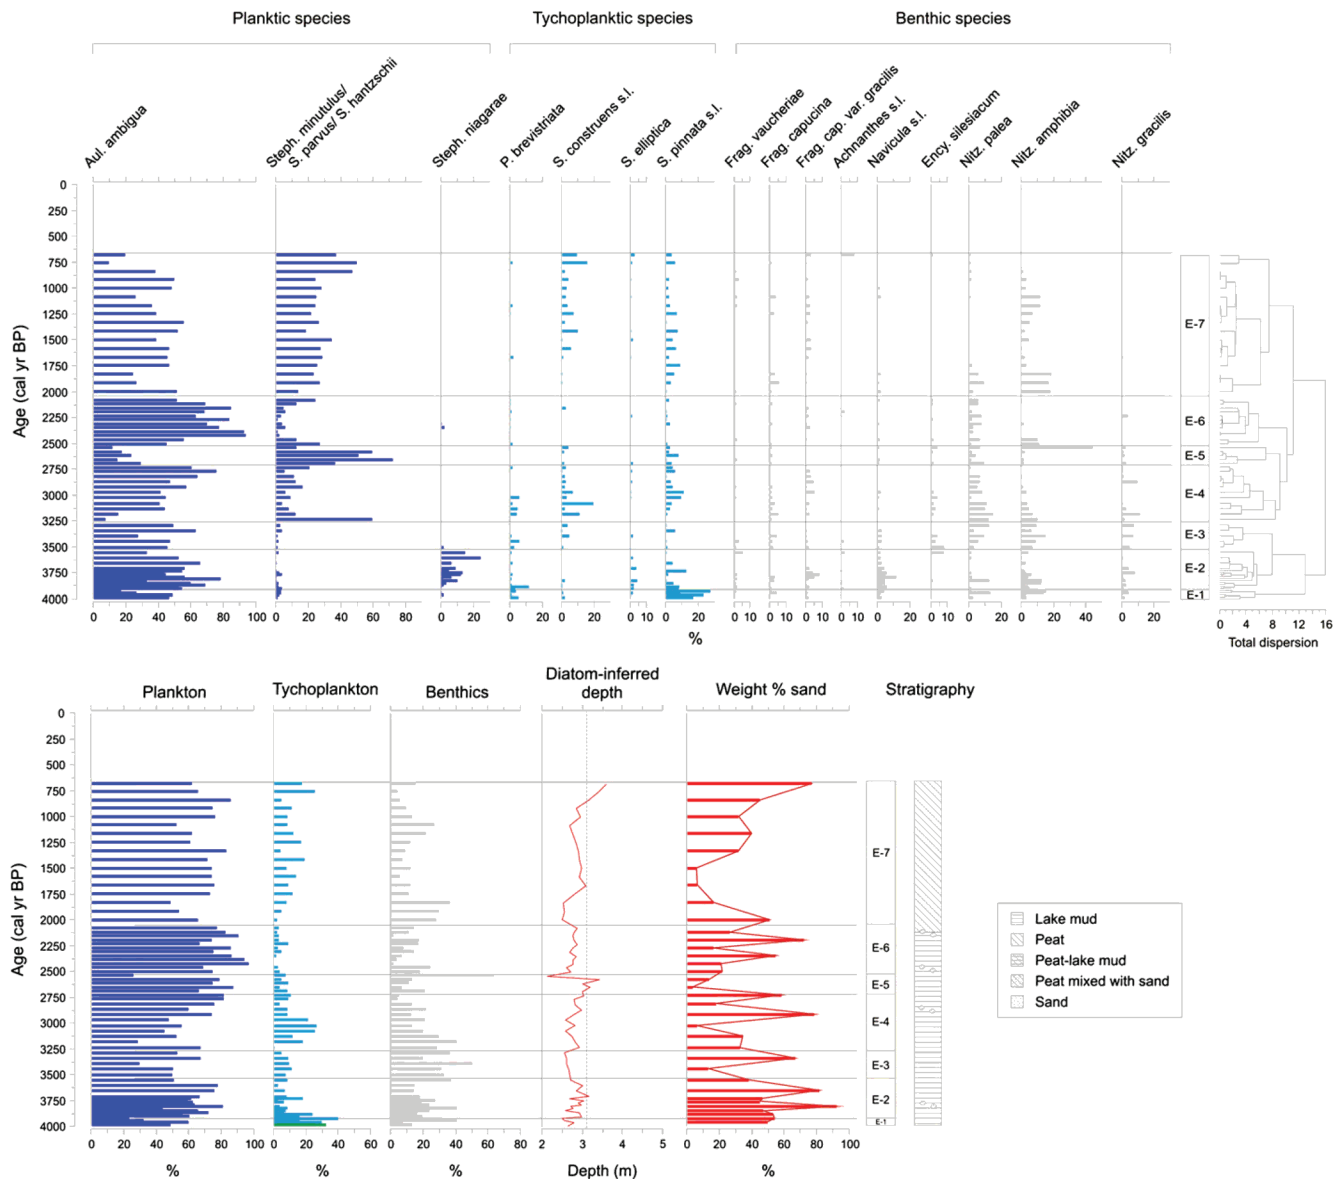 Planktic species
Tychoplanktic species
Benthic species
Aul. ambigua
Steph. minutulus/
S. parvus/ S. hantzschii
Steph. niagarae
P. brevistriata
S. construens s.l.
S. elliptica
S. pinnata s.l.
Frag. vaucheriae
Frag. capucina
Frag. cap. var. gracilis
Achnanthes s.l.
Navicula s.l.
Ency. silesiacum
Nitz. palea
Nitz. amphibia
Nitz. gracilis
Age (cal yr BP)
0
250
500
750
1000
1250
1500
1750
2000
2250
2500
2750
3000
3250
3500
3750
4000
E-7
E-6
E-5
E-4
E-3
E-2
E-1
0 20 40 60 80 100
0 20 40 60 80
0 20
0 20
0 20
0 10
0 20
0 10
0 10
0 10
0 10
0 20
0 10
0 20
0 20 40
0 20
0 4 8 12 16
%
Total dispersion
Plankton
Tychoplankton
Benthics
Diatom-inferred
depth
Weight % sand
Stratigraphy
Age (cal yr BP)
0
250
500
750
1000
1250
1500
1750
2000
2250
2500
2750
3000
3250
3500
3750
4000
E-7
E-6
E-5
E-4
E-3
E-2
E-1
0 20 40 60 80 100
0 20 40 60
0 20 40 60
2 3 4 5
0 20 40 60 80 100
%
%
%
Depth (m)
%
Lake mud
Peat
Peat-lake mud
Peat mixed with sand
Sand